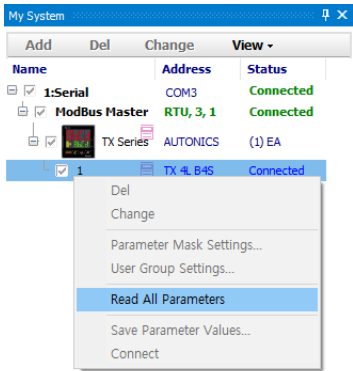 My System
Add Del Change View
Name Address Status
1:Serial COM3 Connected
ModBus Master RTU, 3, 1 Connected
TX Series AUTONICS (1) EA
1 TX 4L B4S Connected
Del
Change
Parameter Mask Settings...
User Group Settings...
Read All Parameters
Save Parameter Values...
Connect